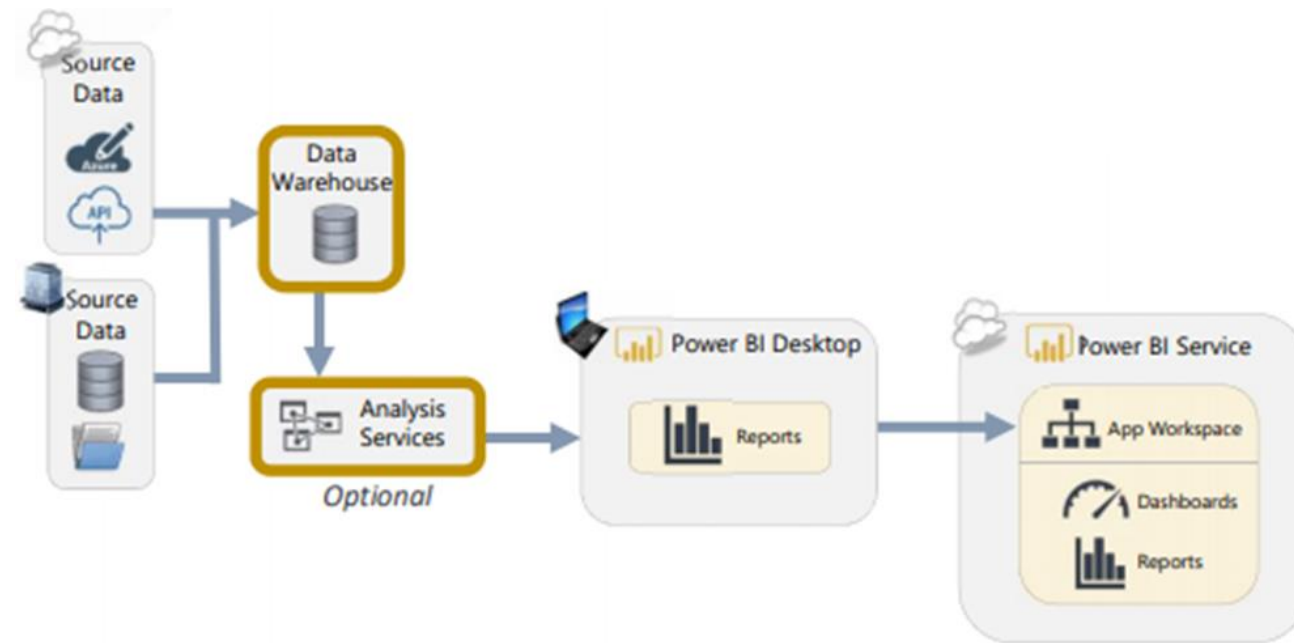 Source
Data
Azure
API
Source
Data
Data
Warehouse
Analysis
Services
Optional
Power BI Desktop
Reports
Power BI Service
App Workspace
Dashboards
Reports